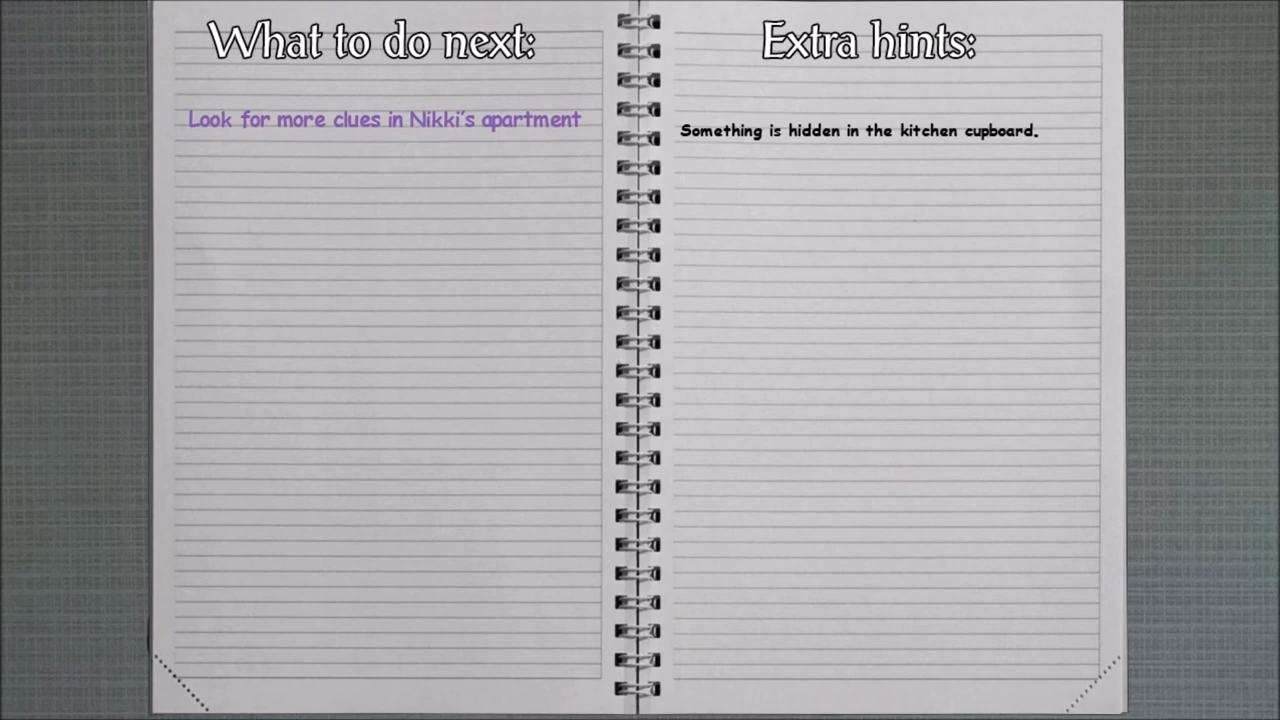 What to do next:
Look for more clues in Nikki's apartment
Extra hints:
Something is hidden in the kitchen cupboard.